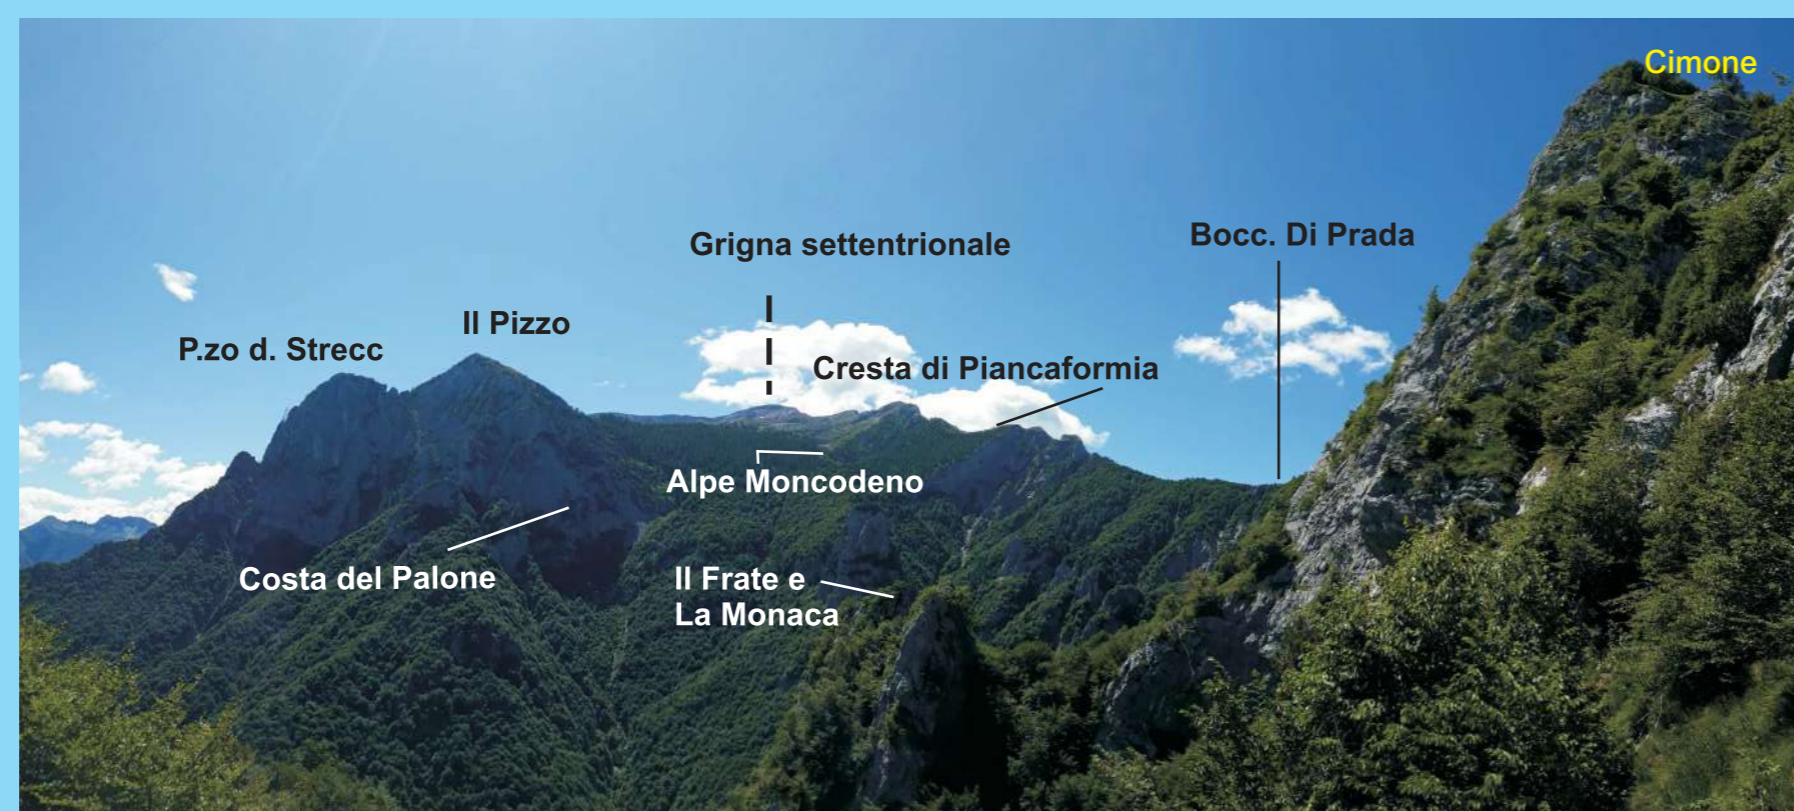 Cimone
Grigna settentrionale
Bocc. Di Prada
Il Pizzo
P.zo d. Strecc
Cresta di Piancaformia
Alpe Moncodeno
Costa del Palone
Il Frate e
La Monaca